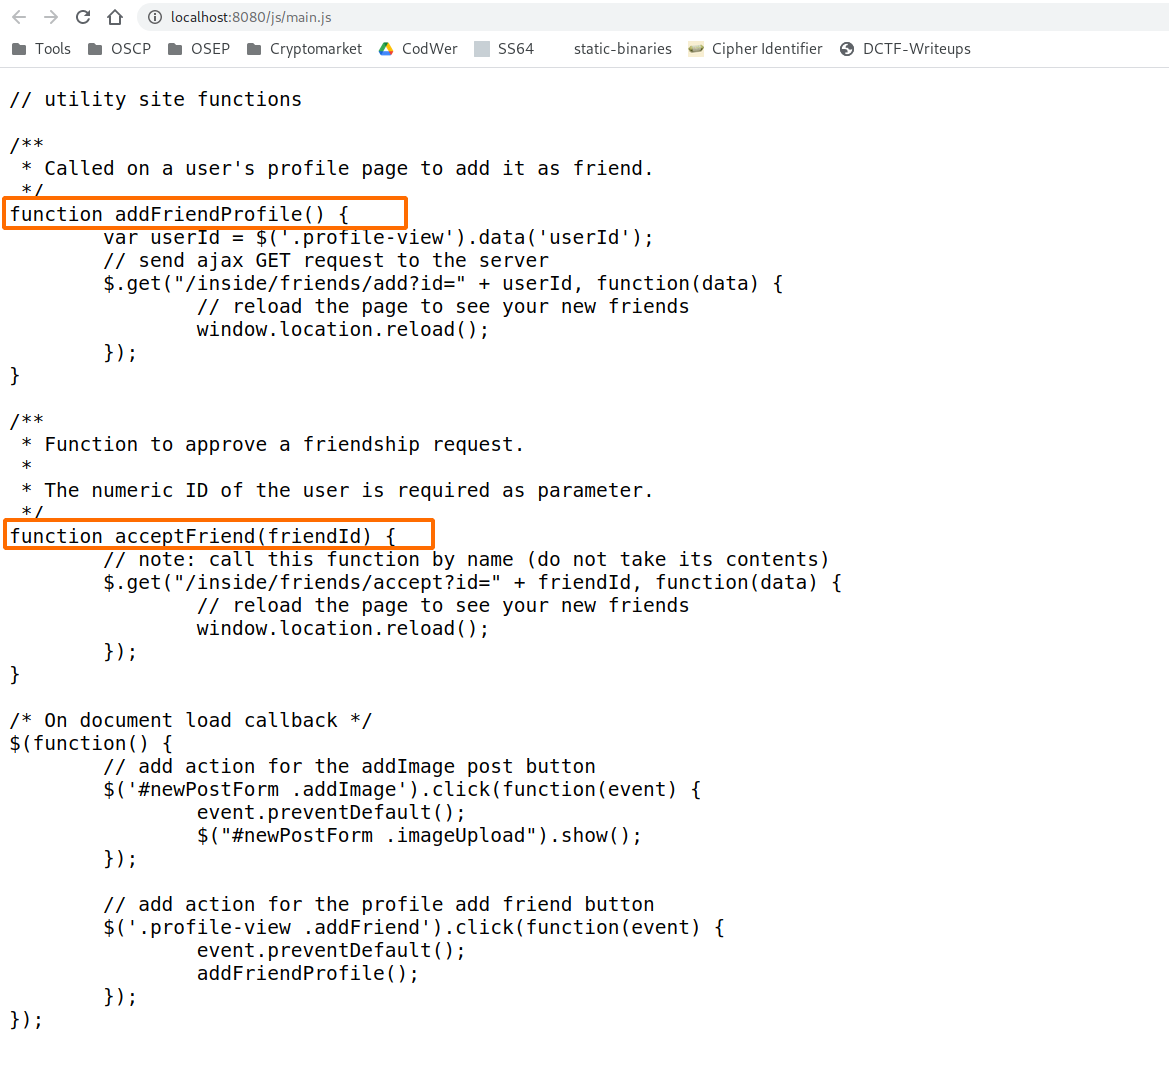 localhost:8080/js/main.js
Tools OSCP OSEP Cryptomarket CodWer SS64 static-binaries Cipher Identifier DCTF-Writeups
// utility site functions
/**
 * Called on a user's profile page to add it as friend.
 */
function addFriendProfile() {
        var userId = $('.profile-view').data('userId');
        // send ajax GET request to the server
        $.get("/inside/friends/add?id=" + userId, function(data) {
                // reload the page to see your new friends
                window.location.reload();
        });
}
/**
 * Function to approve a friendship request.
 *
 * The numeric ID of the user is required as parameter.
 */
function acceptFriend(friendId) {
        // note: call this function by name (do not take its contents)
        $.get("/inside/friends/accept?id=" + friendId, function(data) {
                // reload the page to see your new friends
                window.location.reload();
        });
}
/* On document load callback */
$(function() {
        // add action for the addImage post button
        $('#newPostForm .addImage').click(function(event) {
                event.preventDefault();
                $("#newPostForm .imageUpload").show();
        });
        // add action for the profile add friend button
        $('.profile-view .addFriend').click(function(event) {
                event.preventDefault();
                addFriendProfile();
        });
});